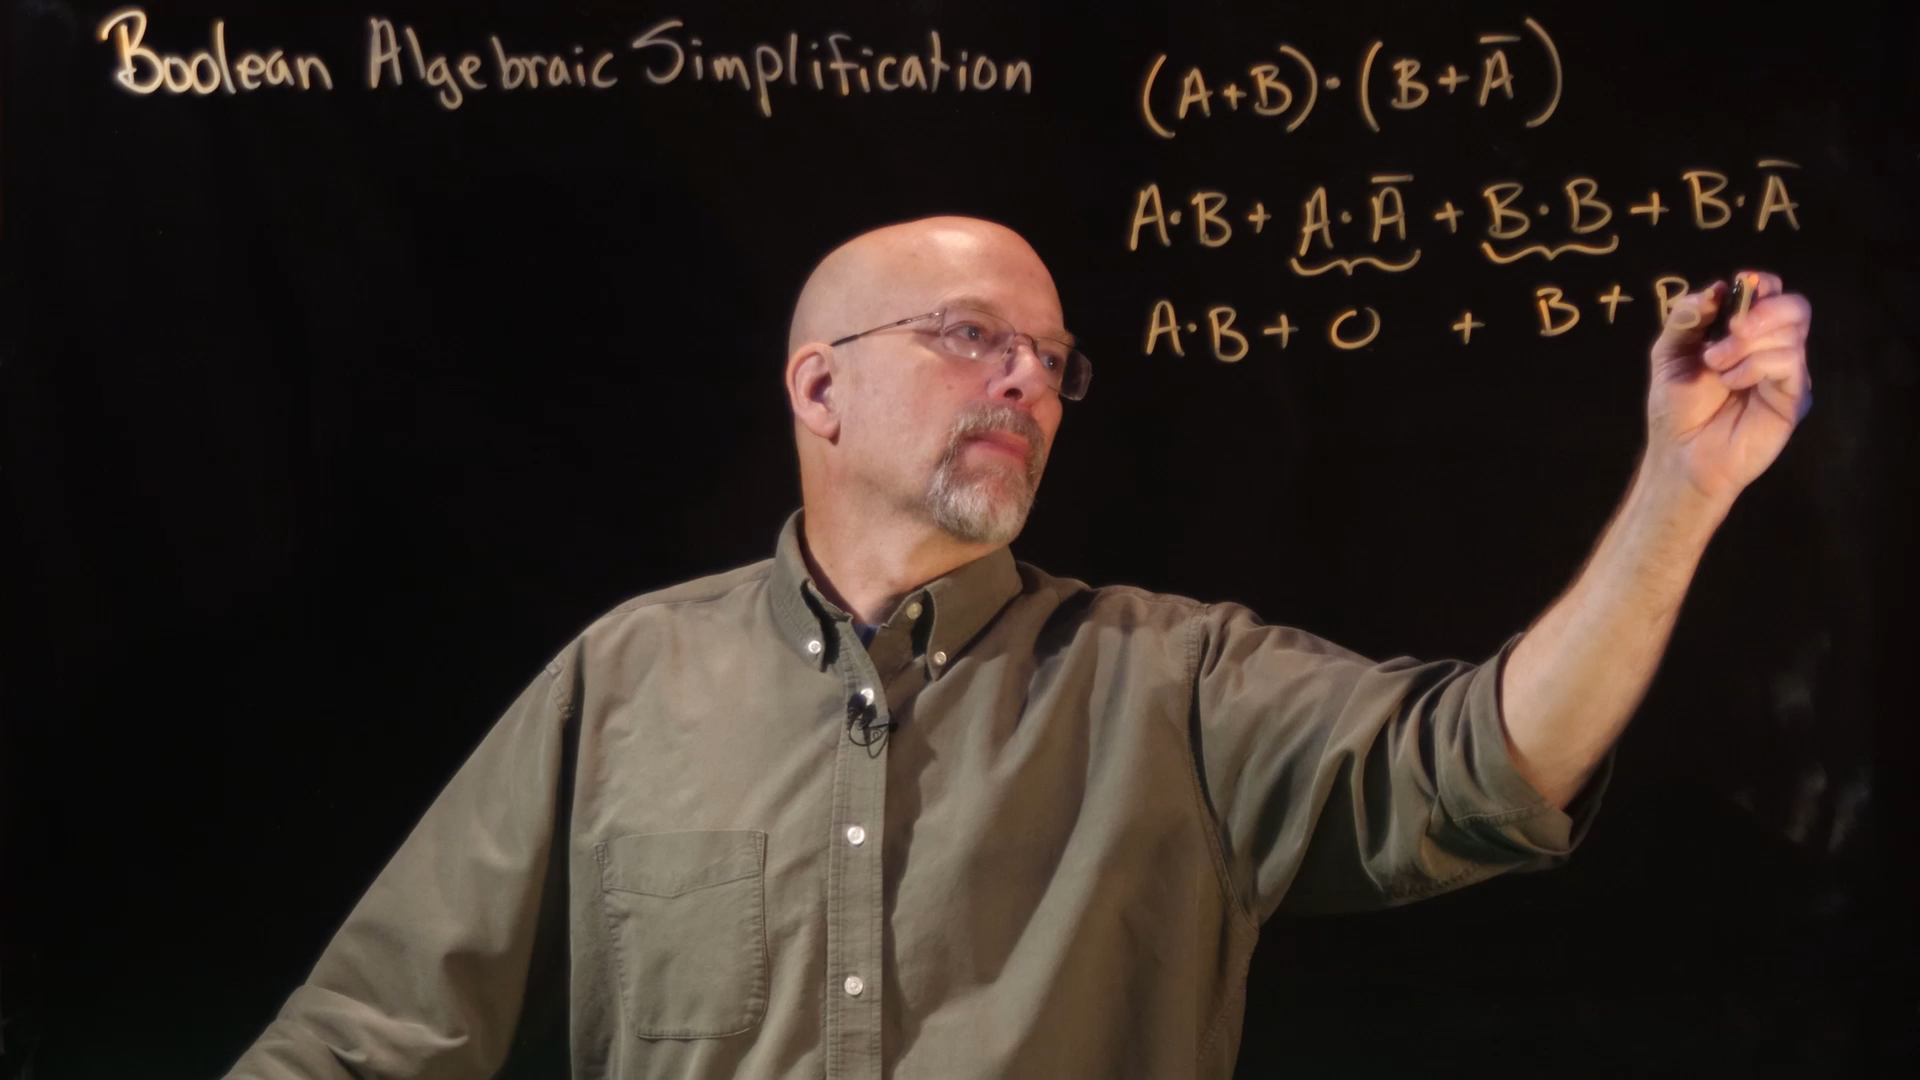 Boolean Algebraic Simplification
(A+B)·(B+Ā)
A·B + A·Ā + B·B + B·Ā
A·B + 0 + B + B